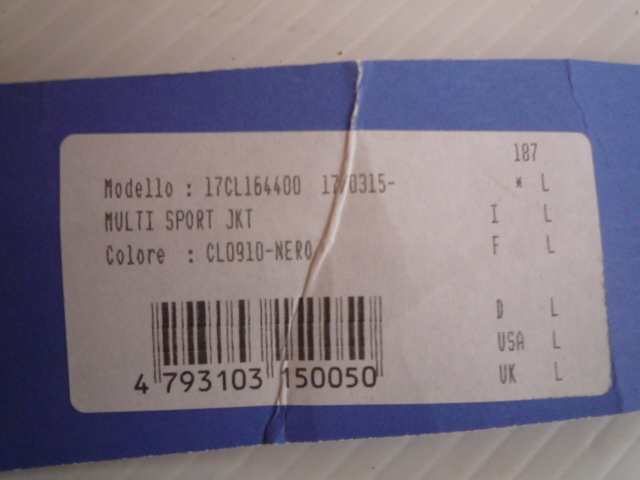 187
Modello : 17CL164400 17/0315-
* L
MULTI SPORT JKT
I L
Colore : CL0910-NERO
F L
D L
USA L
UK L
4 793103 150050